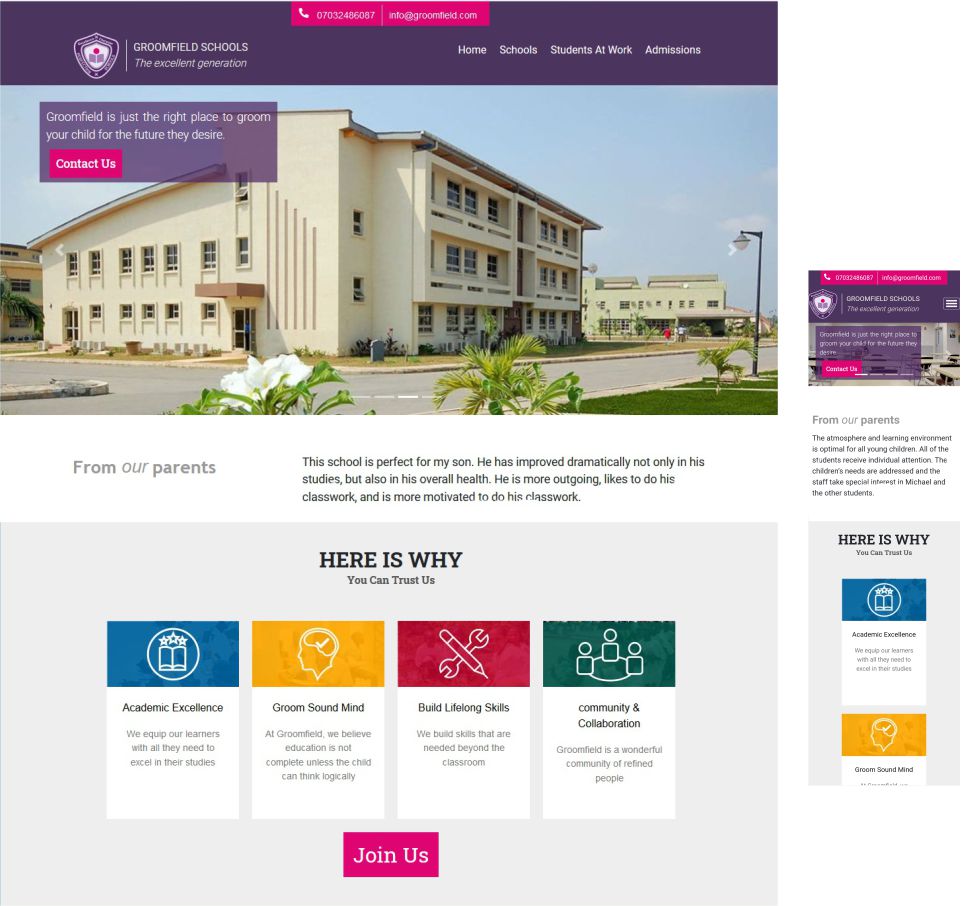 07032486087 info@groomfield.com
GROOMFIELD SCHOOLS
The excellent generation
Home Schools Students At Work Admissions
Groomfield is just the right place to groom
your child for the future they desire.
Contact Us
From our parents
This school is perfect for my son. He has improved dramatically not only in his
studies, but also in his overall health. He is more outgoing, likes to do his
classwork, and is more motivated to do his classwork.
HERE IS WHY
You Can Trust Us
Academic Excellence
We equip our learners
with all they need to
excel in their studies
Groom Sound Mind
At Groomfield, we believe
education is not
complete unless the child
can think logically
Build Lifelong Skills
We build skills that are
needed beyond the
classroom
community &
Collaboration
Groomfield is a wonderful
community of refined
people
Join Us
07032486087 info@groomfield.com
GROOMFIELD SCHOOLS
The excellent generation
Groomfield is just the right place to
groom your child for the future they
desire.
Contact Us
From our parents
The atmosphere and learning environment
is optimal for all young children. All of the
students receive individual attention. The
children's needs are addressed and the
staff take special interest in Michael and
the other students.
HERE IS WHY
You Can Trust Us
Academic Excellence
We equip our learners
with all they need to
excel in their studies
Groom Sound Mind